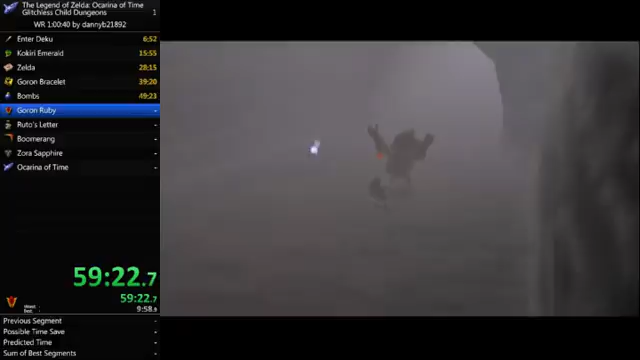 The Legend of Zelda: Ocarina of Time
Glitchless Child Dungeons 1
WR 1:00:40 by dannyb21892
Enter Deku 6:52
Kokiri Emerald 15:55
Zelda 28:15
Goron Bracelet 39:20
Bombs 49:23
Goron Ruby -
Ruto's Letter -
Boomerang -
Zora Sapphire -
Ocarina of Time -
59:22.7
59:22.7
9:58.8
Previous Segment -
Possible Time Save -
Predicted Time -
Sum of Best Segments -